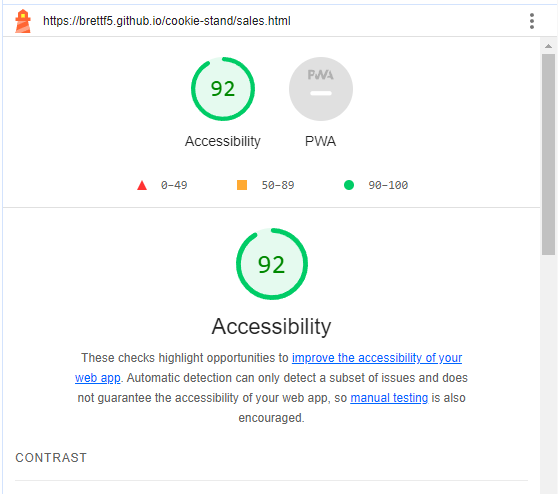 https://brettf5.github.io/cookie-stand/sales.html
92
PWA
Accessibility
PWA
0–49
50–89
90–100
92
Accessibility
These checks highlight opportunities to improve the accessibility of your
web app. Automatic detection can only detect a subset of issues and does
not guarantee the accessibility of your web app, so manual testing is also
encouraged.
CONTRAST